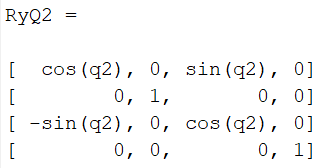 RyQ2 =
[  cos(q2), 0, sin(q2), 0]
[        0, 1,       0, 0]
[ -sin(q2), 0, cos(q2), 0]
[        0, 0,       0, 1]